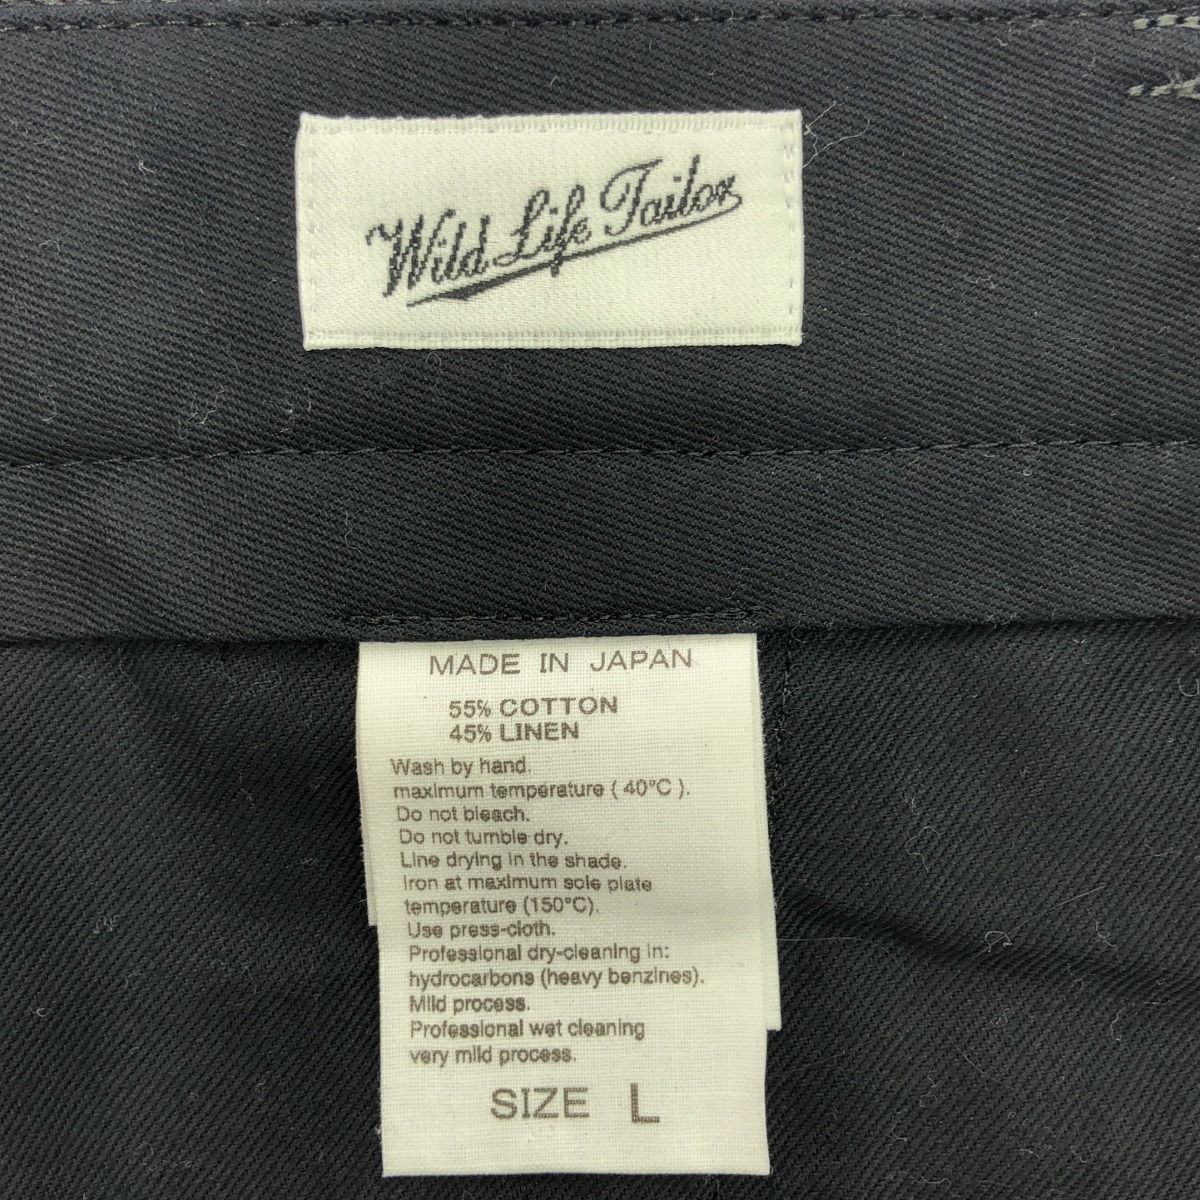 Wild Life Tailor
MADE IN JAPAN
55% COTTON
45% LINEN
Wash by hand.
maximum temperature ( 40°C ).
Do not bleach.
Do not tumble dry.
Line drying in the shade.
Iron at maximum sole plate
temperature (150°C).
Use press-cloth.
Professional dry-cleaning in:
hydrocarbons (heavy benzines).
Mild process.
Professional wet cleaning
very mild process.
SIZE L